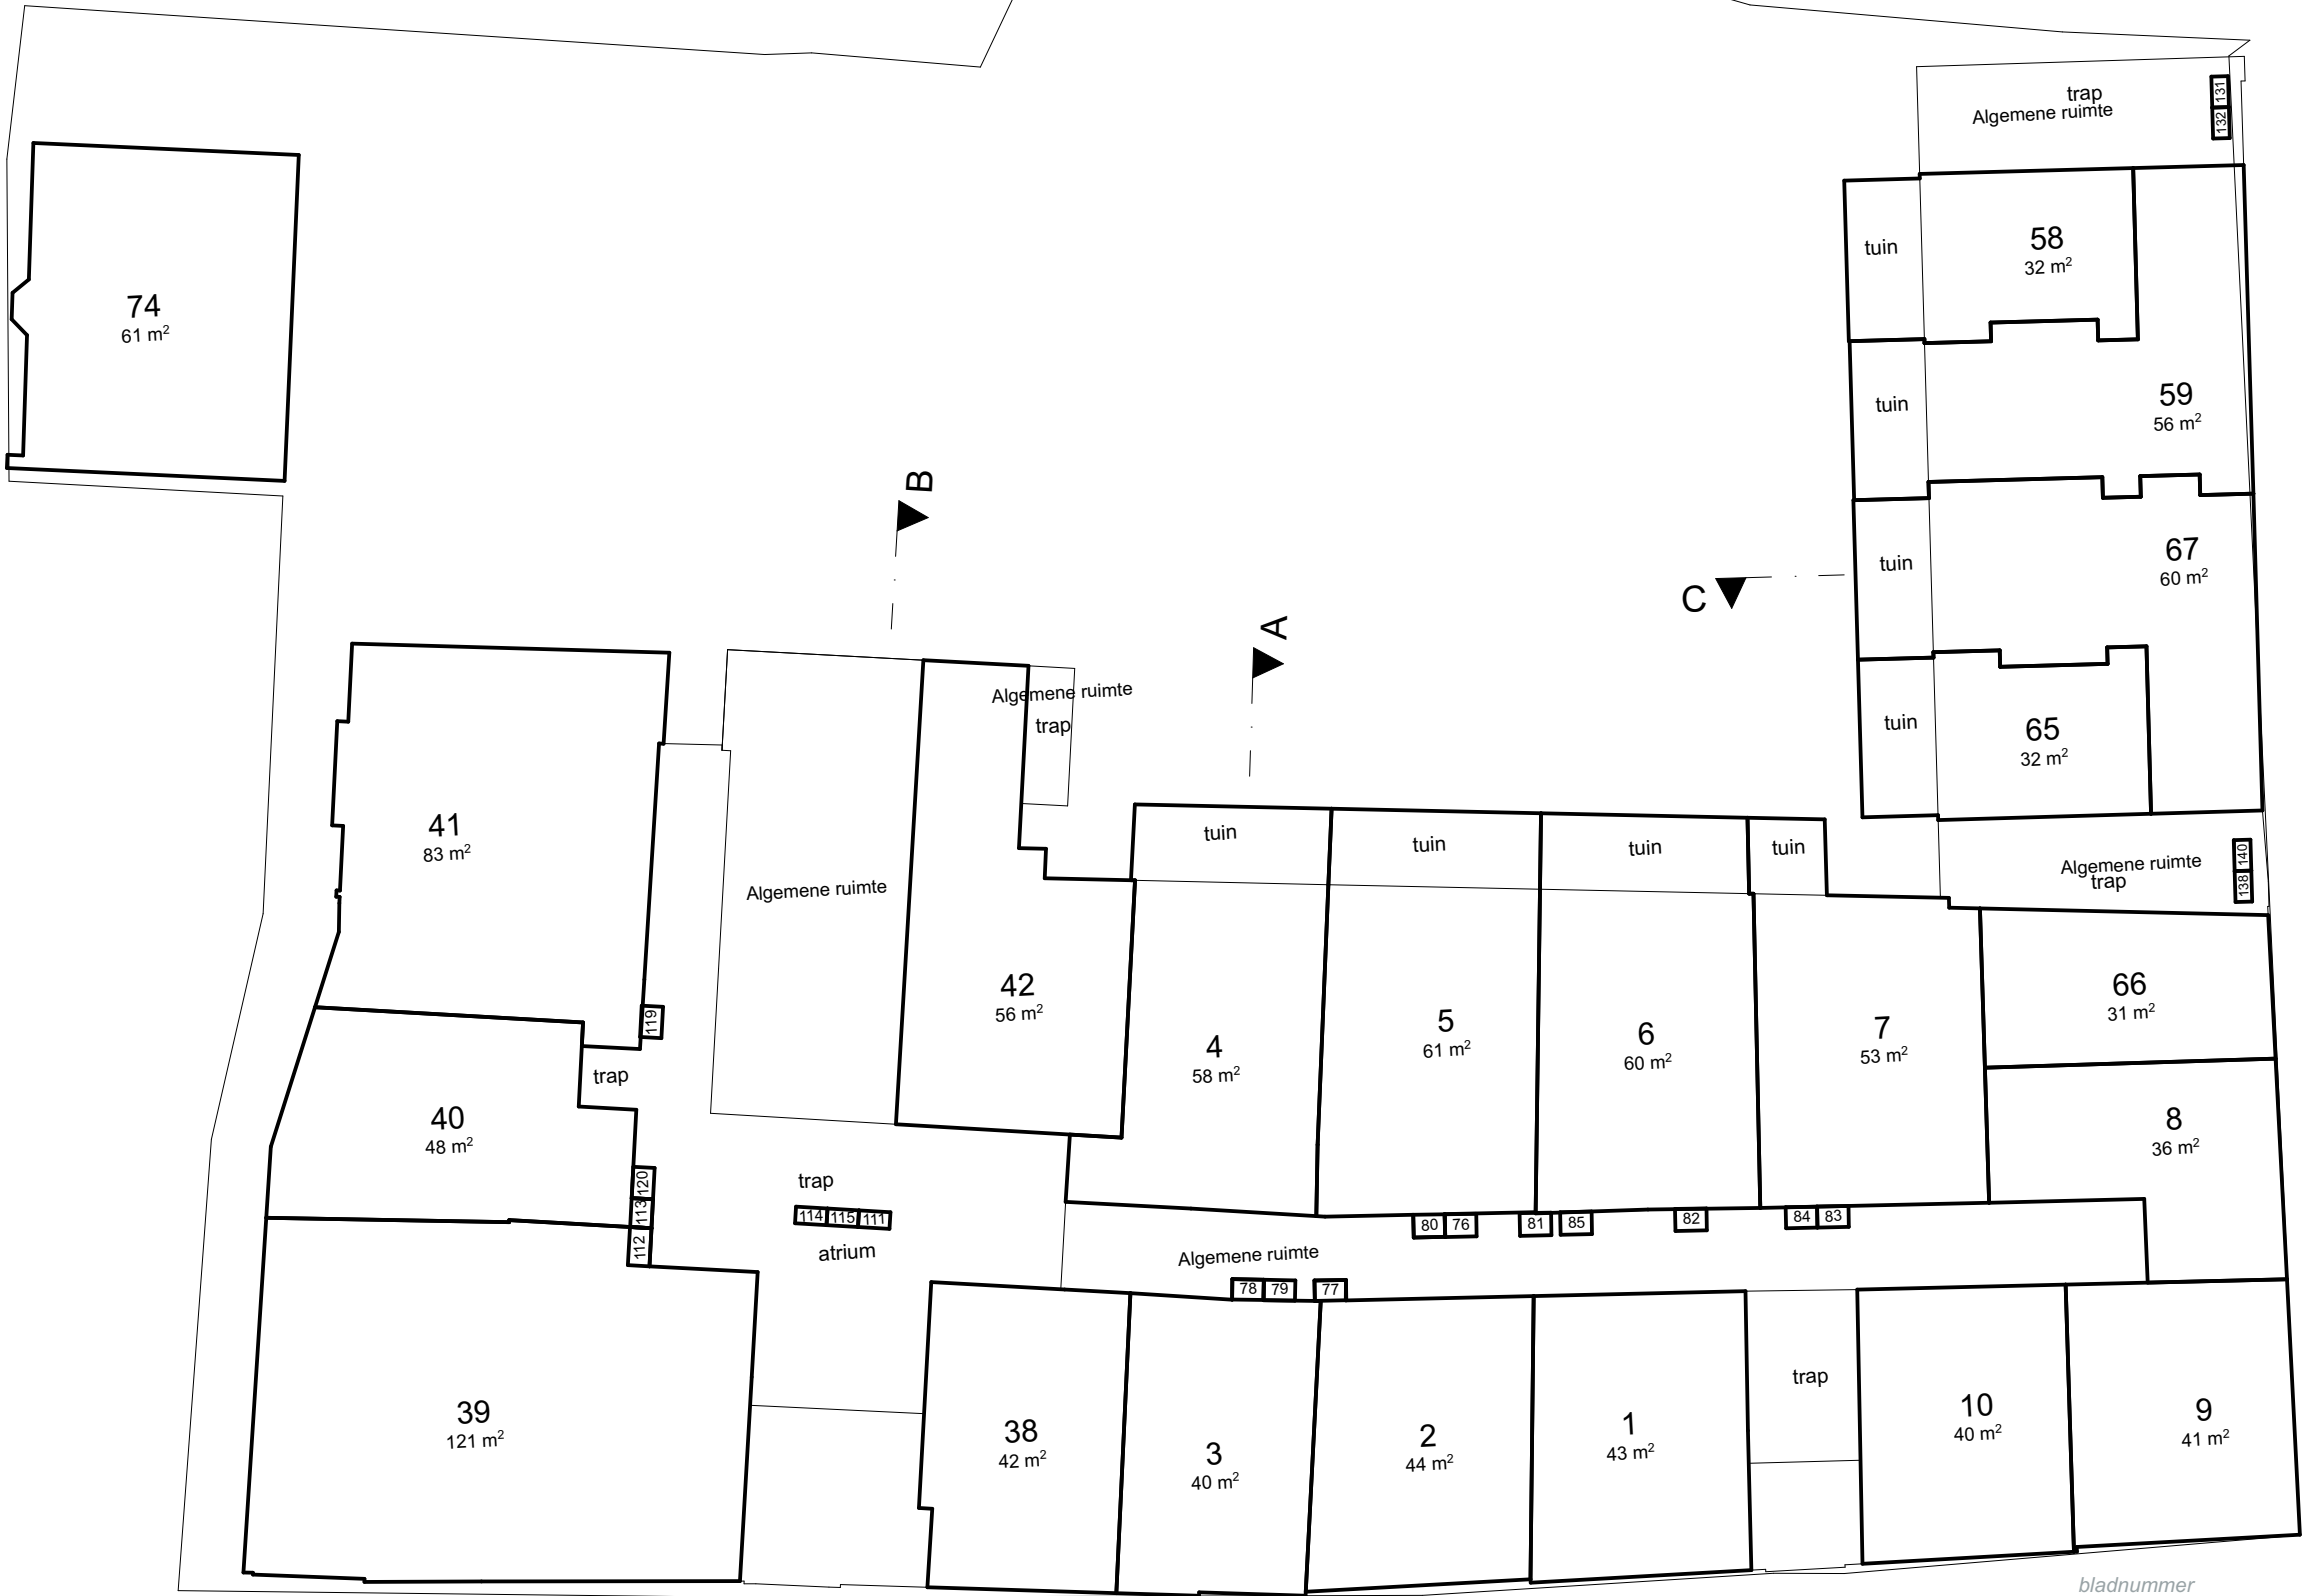 trap
Algemene ruimte
131
132
tuin
58
32 m²
74
61 m²
tuin
59
56 m²
B
tuin
67
60 m²
C
A
Algemene ruimte
trap
tuin
65
32 m²
41
83 m²
tuin
tuin
tuin
tuin
Algemene ruimte
trap
140
138
Algemene ruimte
42
56 m²
4
58 m²
5
61 m²
6
60 m²
7
53 m²
66
31 m²
119
trap
40
48 m²
8
36 m²
120
113
112
trap
114 115 111
atrium
80 76 81 85 82 84 83
Algemene ruimte
78 79 77
39
121 m²
38
42 m²
3
40 m²
2
44 m²
1
43 m²
trap
10
40 m²
9
41 m²
bladnummer